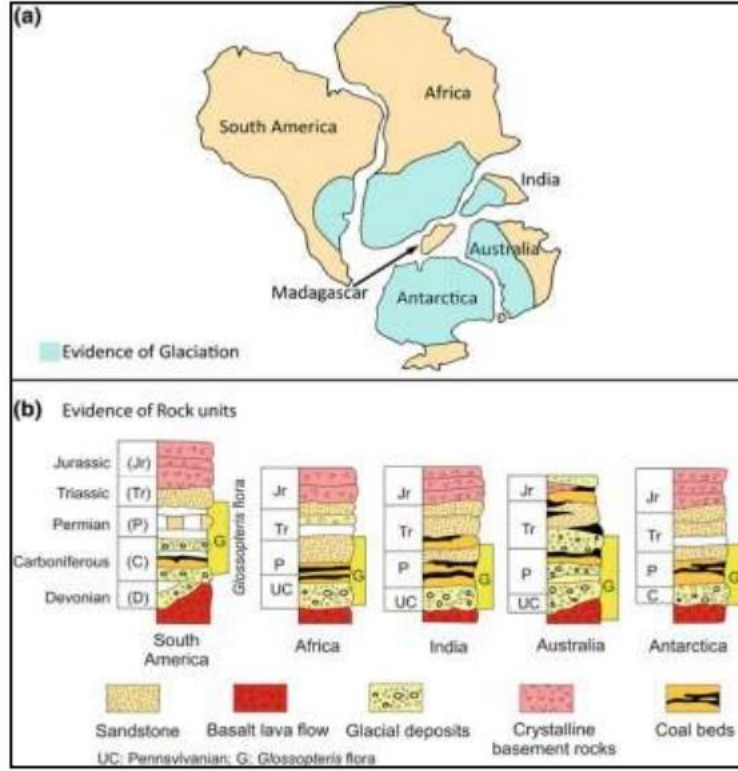 (a)
Africa
South America
India
Australia
Madagascar
Antarctica
D
Evidence of Glaciation
(b) Evidence of Rock units
Jurassic (Jr)
Triassic (Tr)
Permian (P)
Carboniferous (C)
Devonian (D)
G
Glossopteris flora
South
America
Jr
Tr
P
UC
G
Africa
Jr
Tr
P
UC
G
India
Jr
Tr
P
UC
G
Australia
Jr
Tr
P
C
G
Antarctica
Sandstone
Basalt lava flow
Glacial deposits
Crystalline
basement rocks
Coal beds
UC: Pennsvlvanian; G: Glossopteris flora